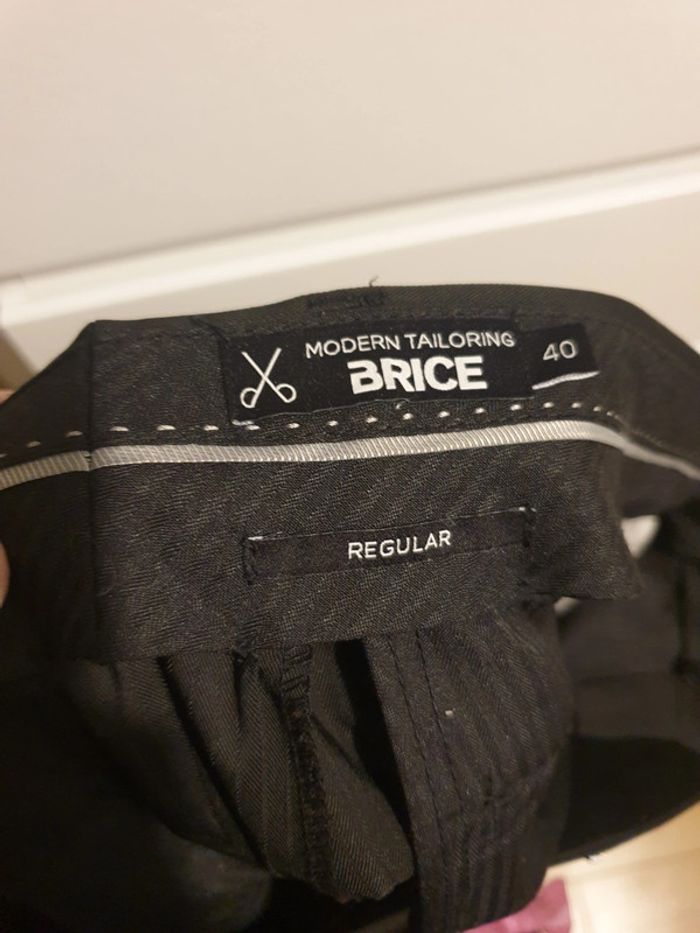 MODERN TAILORING
BRICE
40
REGULAR